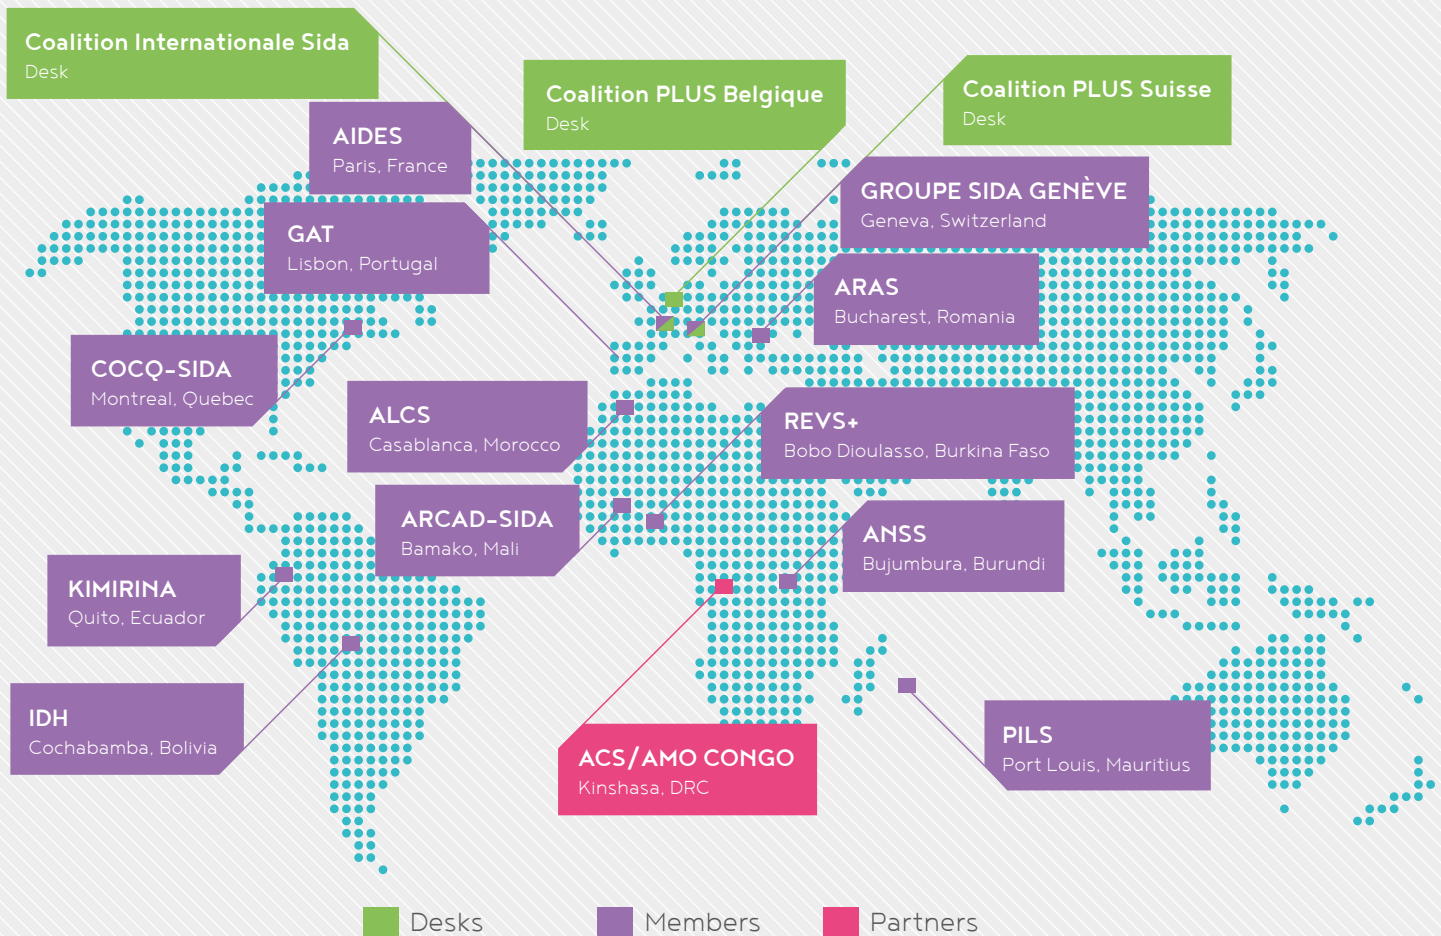 Coalition Internationale Sida
Desk
Coalition PLUS Belgique
Desk
Coalition PLUS Suisse
Desk
AIDES
Paris, France
GROUPE SIDA GENÈVE
Geneva, Switzerland
GAT
Lisbon, Portugal
ARAS
Bucharest, Romania
COCQ-SIDA
Montreal, Quebec
ALCS
Casablanca, Morocco
REVS+
Bobo Dioulasso, Burkina Faso
ARCAD-SIDA
Bamako, Mali
ANSS
Bujumbura, Burundi
KIMIRINA
Quito, Ecuador
IDH
Cochabamba, Bolivia
ACS/AMO CONGO
Kinshasa, DRC
PILS
Port Louis, Mauritius
Desks
Members
Partners